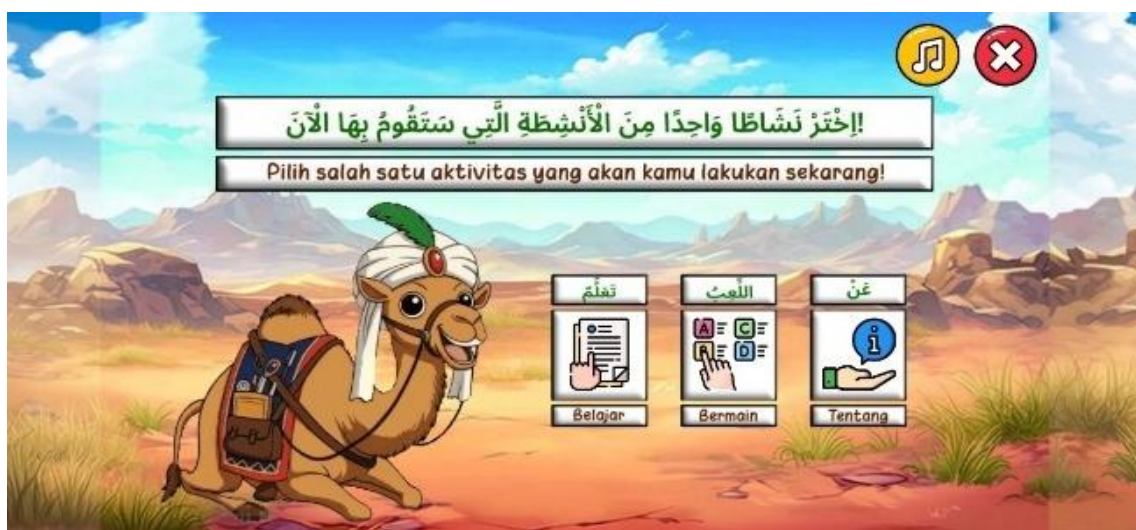 !اِخْتَرْ نَشَاطًا وَاحِدًا مِنَ الْأَنْشِطَةِ الَّتِي سَتَقُومُ بِهَا الْآنَ
Pilih salah satu aktivitas yang akan kamu lakukan sekarang!
تَعَلَّمْ
اللَّعِبُ
عَنْ
A C
B D
i
Belajar
Bermain
Tentang